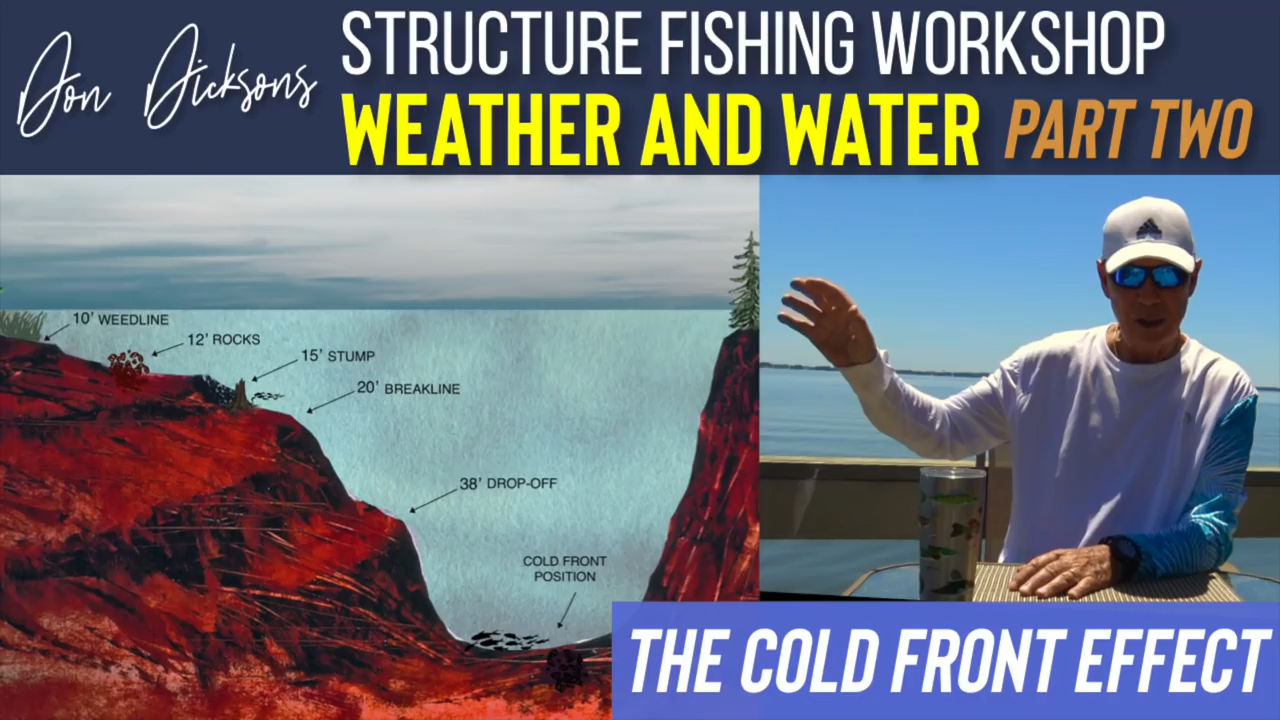 Don Dicksons
STRUCTURE FISHING WORKSHOP
WEATHER AND WATER PART TWO
10' WEEDLINE
12' ROCKS
15' STUMP
20' BREAKLINE
38' DROP-OFF
COLD FRONT
POSITION
THE COLD FRONT EFFECT